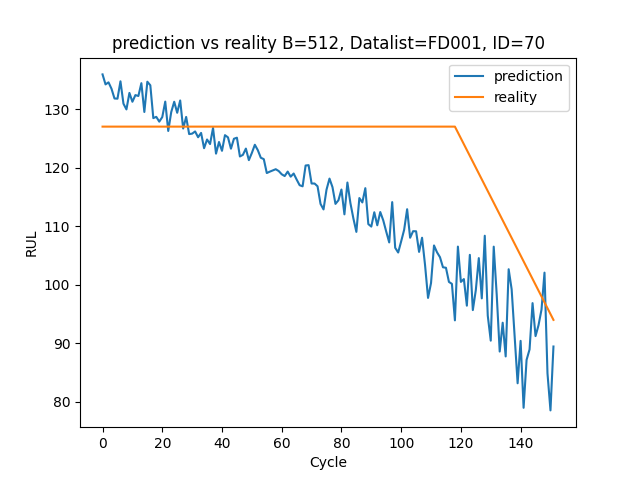 prediction vs reality B=512, Datalist=FD001, ID=70
prediction
reality
RUL
130
120
110
100
90
80
0 20 40 60 80 100 120 140
Cycle